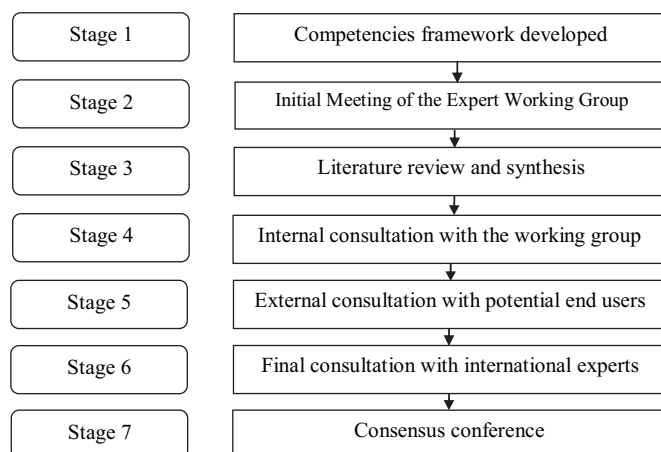 Stage 1
Competencies framework developed
Stage 2
Initial Meeting of the Expert Working Group
Stage 3
Literature review and synthesis
Stage 4
Internal consultation with the working group
Stage 5
External consultation with potential end users
Stage 6
Final consultation with international experts
Stage 7
Consensus conference